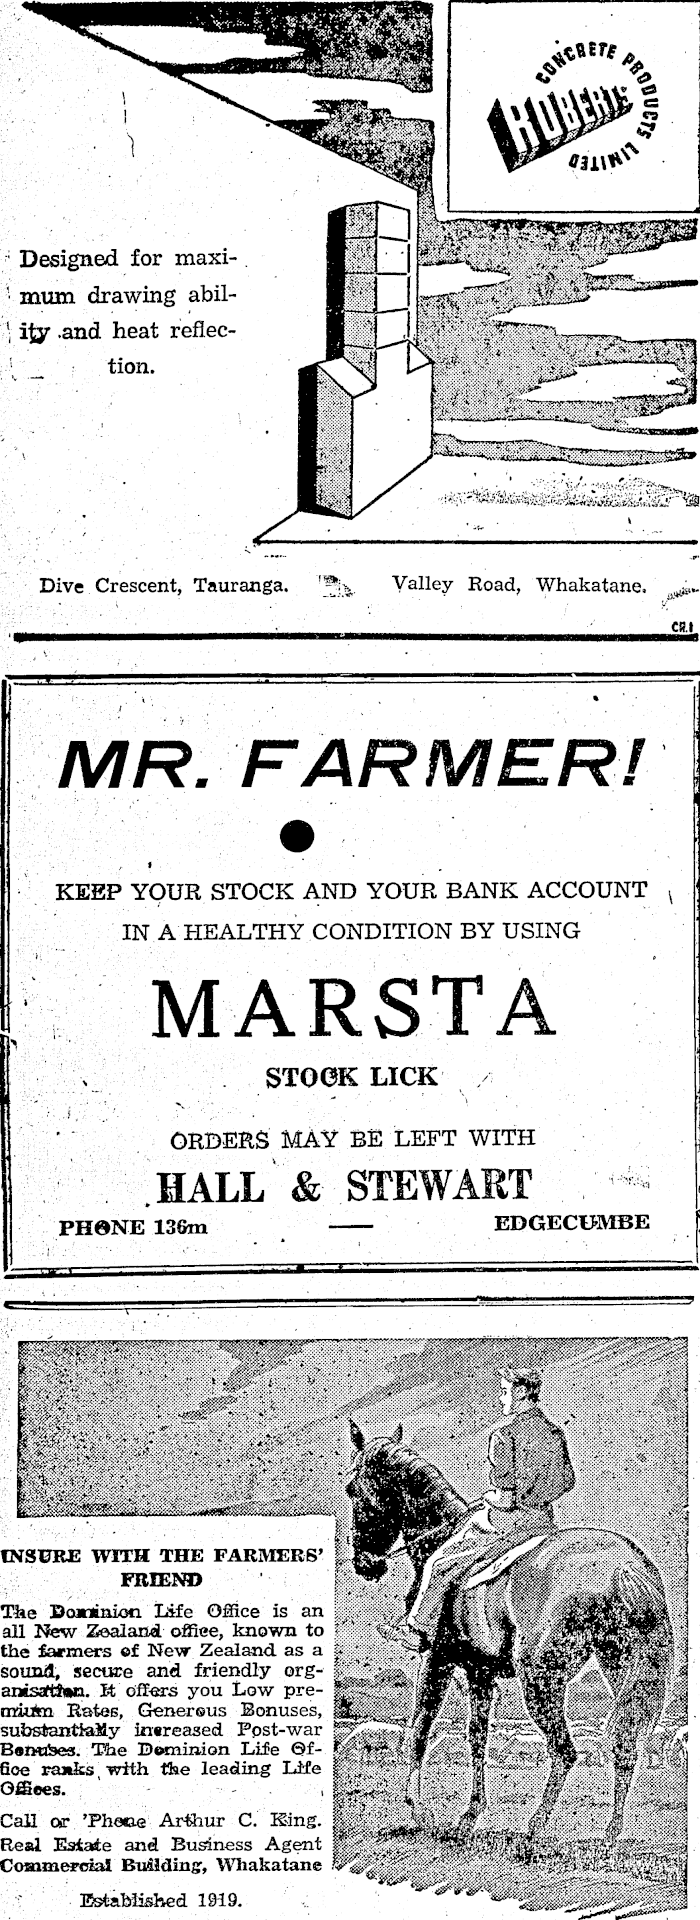 ROBERTS
CONCRETE PRODUCTS LIMITED
Designed for maxi-
mum drawing abil-
ity and heat reflec-
tion.
Dive Crescent, Tauranga.
Valley Road, Whakatane.
CR.1
MR. FARMER!
KEEP YOUR STOCK AND YOUR BANK ACCOUNT
IN A HEALTHY CONDITION BY USING
MARSTA
STOCK LICK
ORDERS MAY BE LEFT WITH
HALL & STEWART
PHONE 136m — EDGECUMBE
INSURE WITH THE FARMERS'
FRIEND
The Dominion Life Office is an
all New Zealand office, known to
the farmers of New Zealand as a
sound, secure and friendly org-
anisation. It offers you Low pre-
mium Rates, Generous Bonuses,
substantially increased Post-war
Bonuses. The Dominion Life Of-
fice ranks with the leading Life
Offices.
Call or 'Phone Arthur C. King.
Real Estate and Business Agent
Commercial Building, Whakatane
Established 1919.